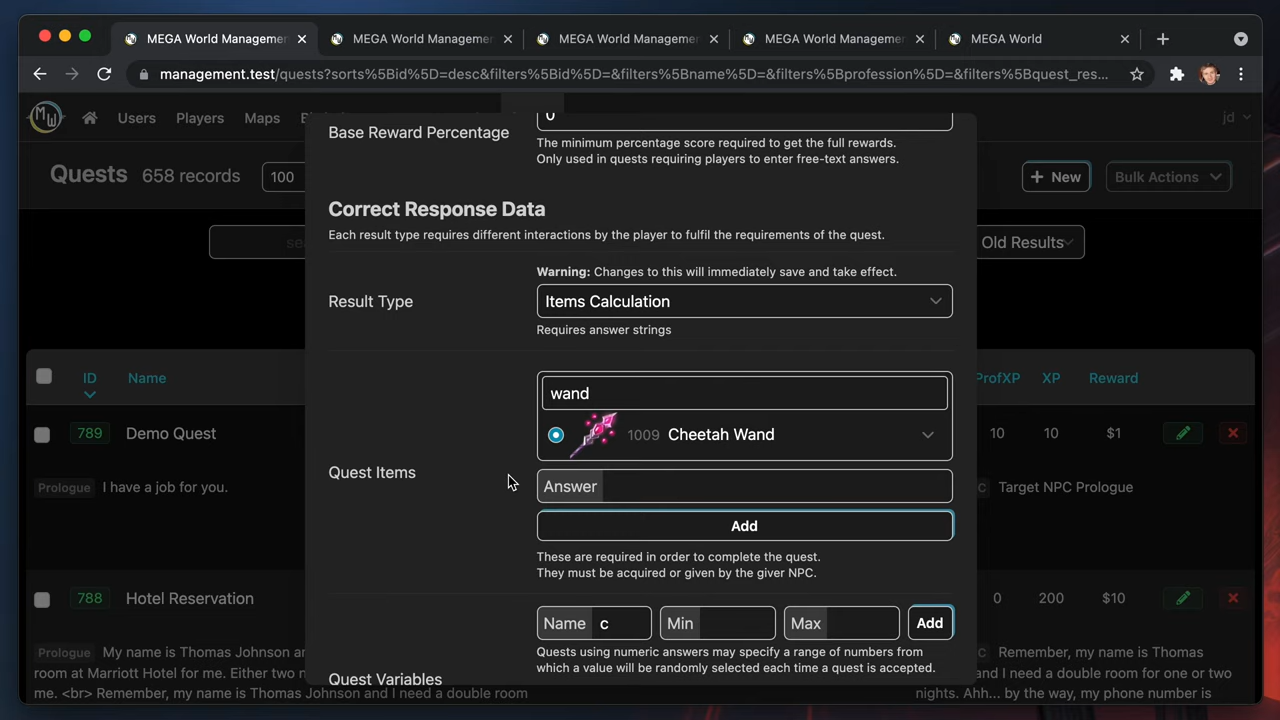 MEGA World Management
MEGA World Management
MEGA World Management
MEGA World Management
MEGA World
management.test/quests?sorts%5Bid%5D=desc&filters%5Bid%5D=&filters%5Bname%5D=&filters%5Bprofession%5D=&filters%5Bquest_res...
MW
Users
Players
Maps
jd
Quests
658 records
100
+ New
Bulk Actions
Old Results
Base Reward Percentage
0
The minimum percentage score required to get the full rewards.
Only used in quests requiring players to enter free-text answers.
Correct Response Data
Each result type requires different interactions by the player to fulfil the requirements of the quest.
Warning: Changes to this will immediately save and take effect.
Result Type
Items Calculation
Requires answer strings
wand
1009 Cheetah Wand
Quest Items
Answer
Add
These are required in order to complete the quest.
They must be acquired or given by the giver NPC.
Name c
Min
Max
Add
Quests using numeric answers may specify a range of numbers from
which a value will be randomly selected each time a quest is accepted.
Quest Variables
ID
Name
ProfXP
XP
Reward
789
Demo Quest
10
10
$1
Prologue I have a job for you.
Target NPC Prologue
788
Hotel Reservation
0
200
$10
Prologue My name is Thomas Johnson an
room at Marriott Hotel for me. Either two n
me. <br> Remember, my name is Thomas Johnson and I need a double room
Remember, my name is Thomas
n and I need a double room for one or two
nights. Ahh... by the way, my phone number is